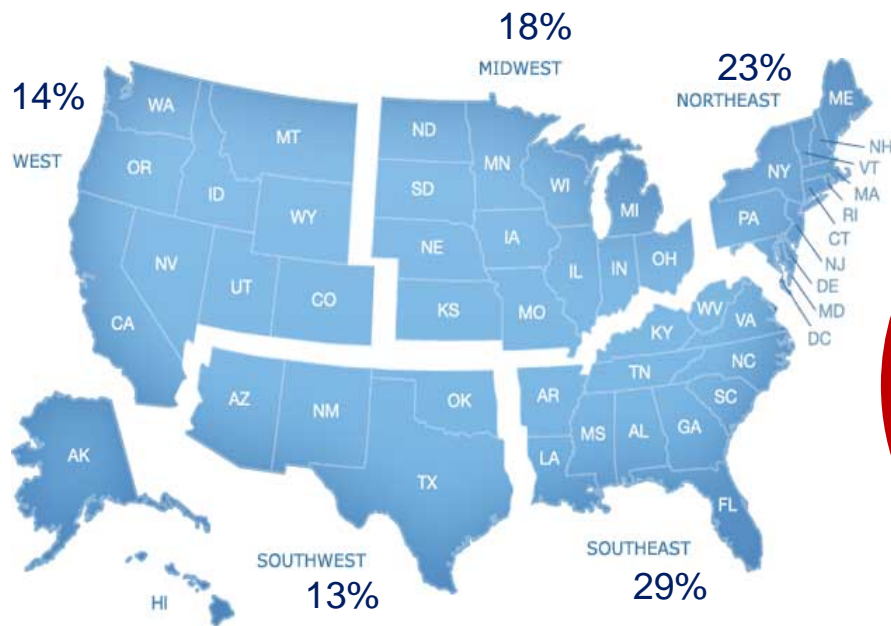 18%
MIDWEST
23%
NORTHEAST
14%
WEST
WA
MT
ND
MN
ME
NH
VT
MA
RI
CT
NJ
DE
MD
DC
OR
ID
WY
SD
WI
MI
NY
PA
NE
IA
NV
UT
CO
KS
MO
IL
IN
OH
CA
WV
VA
KY
NC
TN
SC
AZ
NM
OK
AR
MS
AL
GA
LA
TX
FL
AK
HI
SOUTHWEST
13%
SOUTHEAST
29%